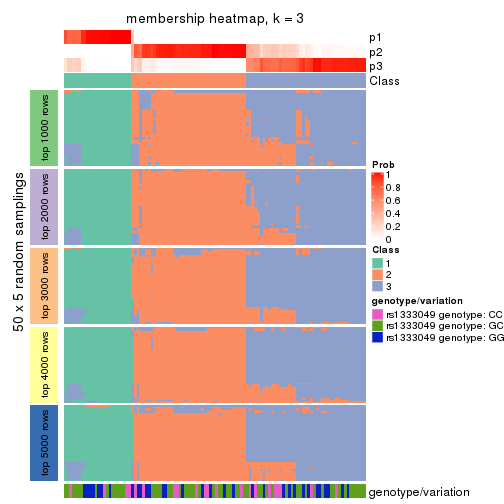 membership heatmap, k = 3
p1
p2
p3
Class
50 x 5 random samplings
top 1000 rows
top 2000 rows
top 3000 rows
top 4000 rows
top 5000 rows
Prob
1
0.8
0.6
0.4
0.2
0
Class
1
2
3
genotype/variation
rs1333049 genotype: CC
rs1333049 genotype: GC
rs1333049 genotype: GG
genotype/variation